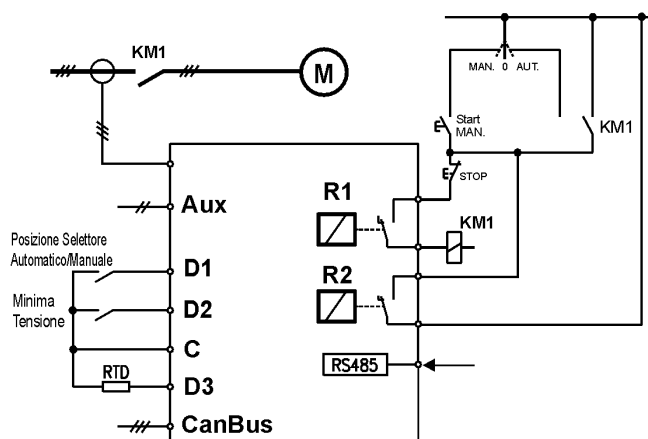 KM1
M
MAN. 0 AUT.
Start
MAN.
KM1
STOP
Aux
R1
KM1
Posizione Selettore
Automatico/Manuale
D1
R2
Minima
Tensione
D2
C
RS485
RTD
D3
CanBus